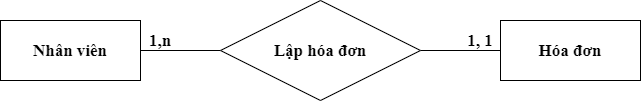 Nhân viên
1,n
Lập hóa đơn
1, 1
Hóa đơn